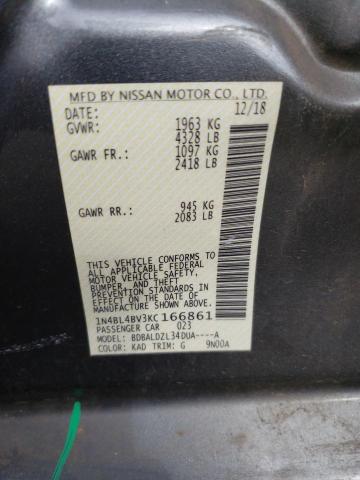 MFD BY NISSAN MOTOR CO., LTD.
DATE: 12/18
GVWR: 1963 KG
4328 LB
GAWR FR.: 1097 KG
2418 LB
GAWR RR.: 945 KG
2083 LB
THIS VEHICLE CONFORMS TO
ALL APPLICABLE FEDERAL
MOTOR VEHICLE SAFETY,
BUMPER, AND THEFT
PREVENTION STANDARDS
IN EFFECT ON THE DATE OF
MANUFACTURE SHOWN ABOVE.
1N4BL4BV3KC166861
PASSENGER CAR 023
MODEL: BDBALDZL34DUA----A
COLOR: KAD TRIM: G 9N00A